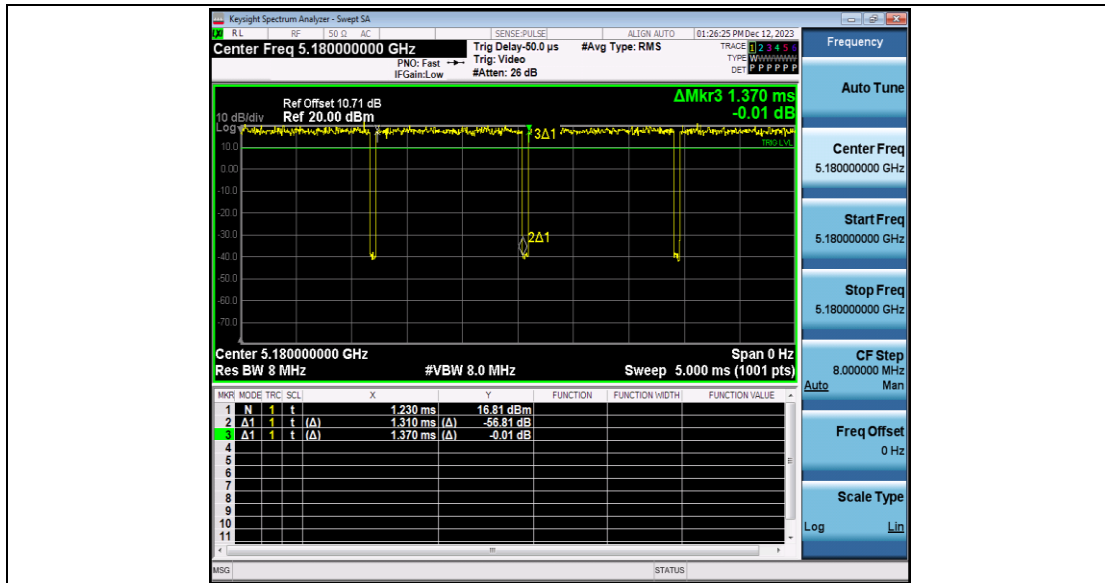 Keysight Spectrum Analyzer - Swept SA
RL RF 50 Ω AC SENSE:PULSE ALIGN AUTO 01:26:25 PM Dec 12, 2023
Center Freq 5.180000000 GHz Trig Delay-50.0 µs #Avg Type: RMS TRACE 1 2 3 4 5 6
PNO: Fast Trig: Video TYPE WWWWWW
IFGain:Low #Atten: 26 dB DET P P P P P P
ΔMkr3 1.370 ms
-0.01 dB
Ref Offset 10.71 dB
10 dB/div Ref 20.00 dBm
Log
1
3Δ1
TRIG LVL
10.0
0.00
-10.0
-20.0
-30.0
2Δ1
-40.0
-50.0
-60.0
-70.0
Center 5.180000000 GHz Span 0 Hz
Res BW 8 MHz #VBW 8.0 MHz Sweep 5.000 ms (1001 pts)
MKR MODE TRC SCL X Y FUNCTION FUNCTION WIDTH FUNCTION VALUE
1 N 1 t 1.230 ms 16.81 dBm
2 Δ1 1 t (Δ) 1.310 ms (Δ) -56.81 dB
3 Δ1 1 t (Δ) 1.370 ms (Δ) -0.01 dB
4
5
6
7
8
9
10
11
MSG STATUS
Frequency
Auto Tune
Center Freq
5.180000000 GHz
Start Freq
5.180000000 GHz
Stop Freq
5.180000000 GHz
CF Step
8.000000 MHz
Auto Man
Freq Offset
0 Hz
Scale Type
Log Lin